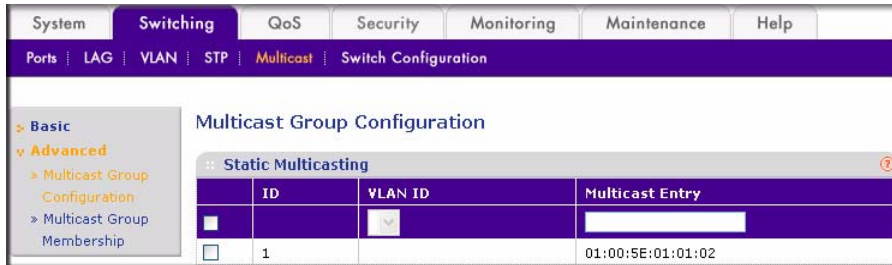 System Switching QoS Security Monitoring Maintenance Help
Ports LAG VLAN STP Multicast Switch Configuration
Basic
Advanced
» Multicast Group
Configuration
» Multicast Group
Membership
Multicast Group Configuration
Static Multicasting ?
ID VLAN ID Multicast Entry
1 01:00:5E:01:01:02